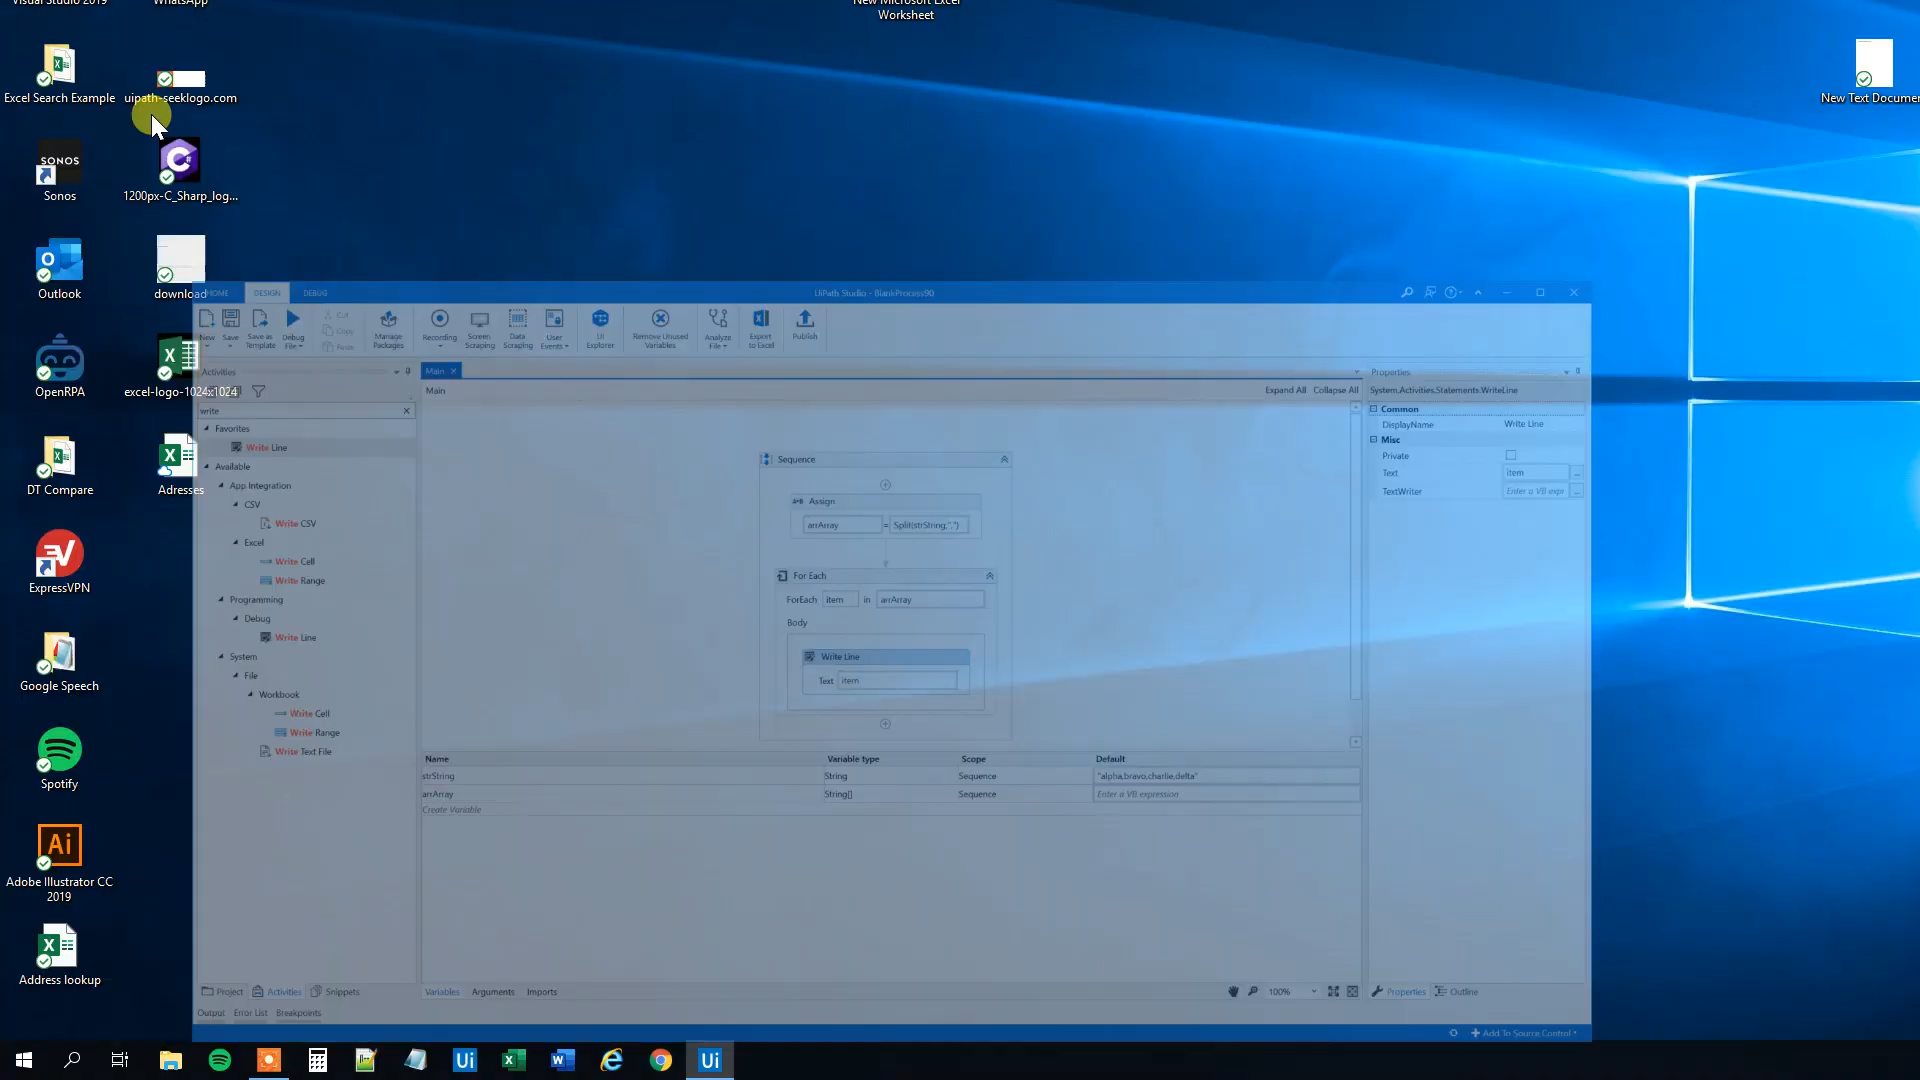 Visual Studio 2019
WhatsApp
New Microsoft Excel
Worksheet
Excel Search Example
uipath-seeklogo.com
New Text Documen
SONOS
Sonos
1200px-C_Sharp_log...
Outlook
download
OpenRPA
excel-logo-1024x1024
DT Compare
Adresses
ExpressVPN
Google Speech
Spotify
Ai
Adobe Illustrator CC
2019
Address lookup
HOME
DESIGN
DEBUG
UiPath Studio - BlankProcess90
New
Save
Save as
Template
Debug
File
Cut
Copy
Paste
Manage
Packages
Recording
Screen
Scraping
Data
Scraping
User
Events
UI
Explorer
Remove Unused
Variables
Analyze
File
Export
to Excel
Publish
Activities
write
Favorites
Write Line
Available
App Integration
CSV
Write CSV
Excel
Write Cell
Write Range
Programming
Debug
Write Line
System
File
Workbook
Write Cell
Write Range
Write Text File
Project
Activities
Snippets
Output
Error List
Breakpoints
Main
Main
Expand All
Collapse All
Sequence
A+B Assign
arrArray = Split(strString,",")
For Each
ForEach item in arrArray
Body
Write Line
Text item
Name
Variable type
Scope
Default
strString
String
Sequence
"alpha,bravo,charlie,delta"
arrArray
String[]
Sequence
Enter a VB expression
Create Variable
Variables
Arguments
Imports
100%
Properties
System.Activities.Statements.WriteLine
Common
DisplayName
Write Line
Misc
Private
Text
item
...
TextWriter
Enter a VB expr
...
Properties
Outline
Add To Source Control
Ui
Ui